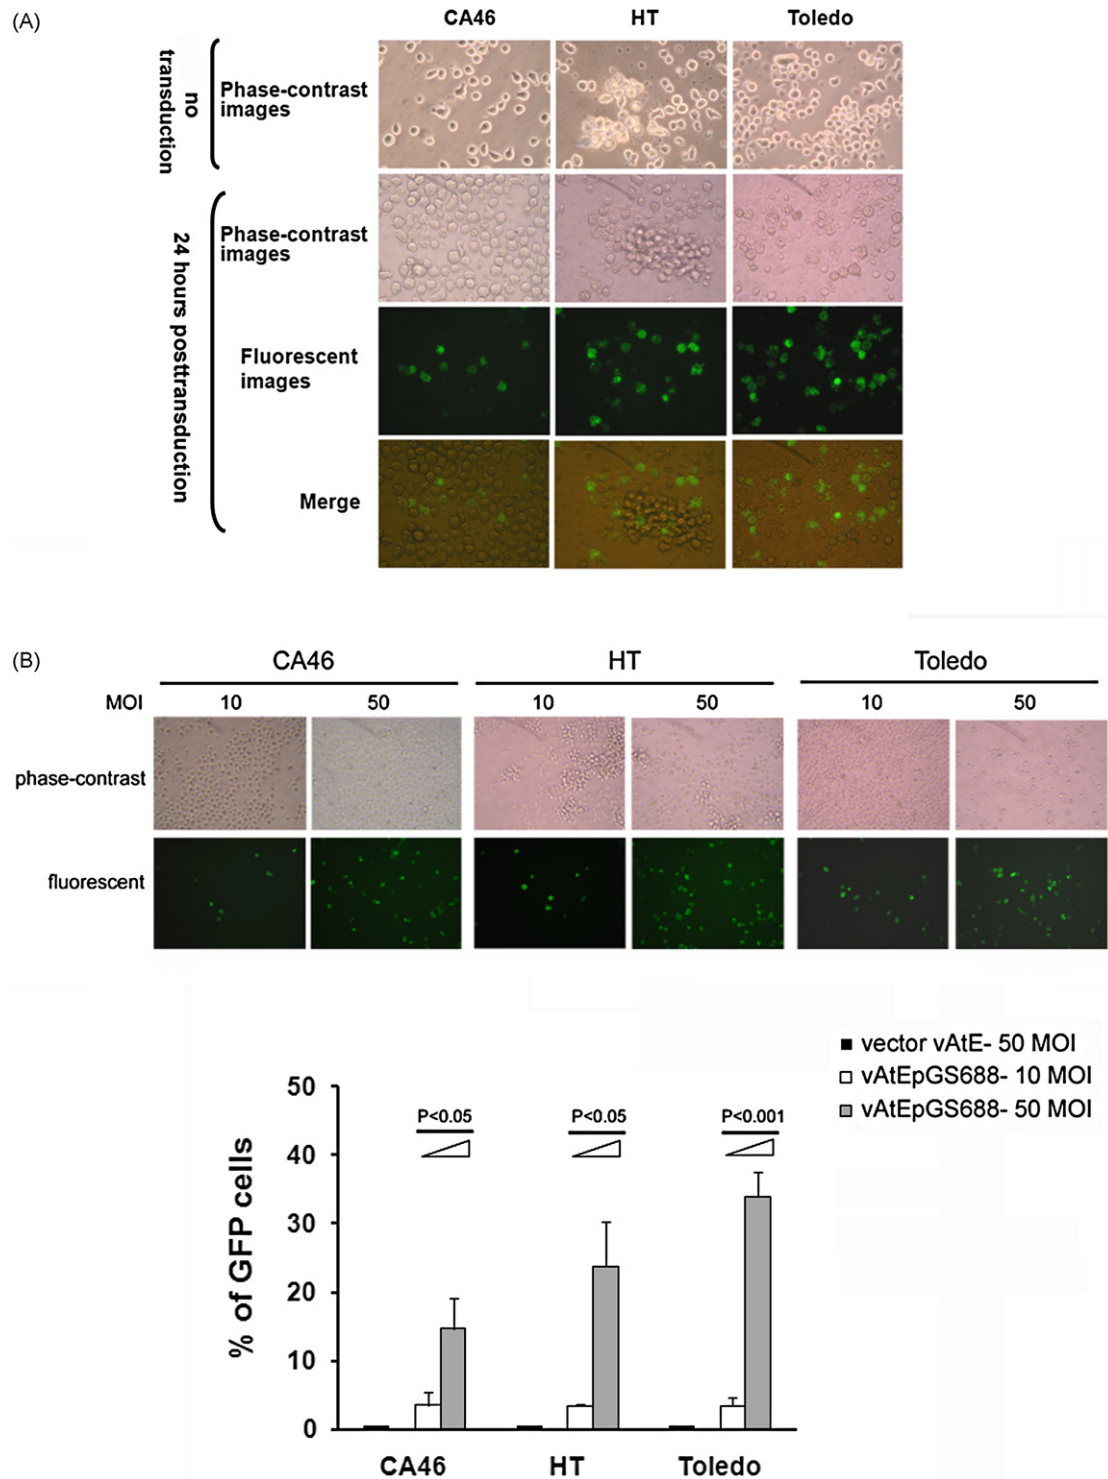 (A)
CA46 HT Toledo
no transduction
Phase-contrast
images
24 hours posttransduction
Phase-contrast
images
Fluorescent
images
Merge
(B)
CA46 HT Toledo
MOI 10 50 10 50 10 50
phase-contrast
fluorescent
vector vAtE- 50 MOI
vAtEpGS688- 10 MOI
vAtEpGS688- 50 MOI
% of GFP cells
50
40
30
20
10
0
P<0.05 P<0.05 P<0.001
CA46 HT Toledo